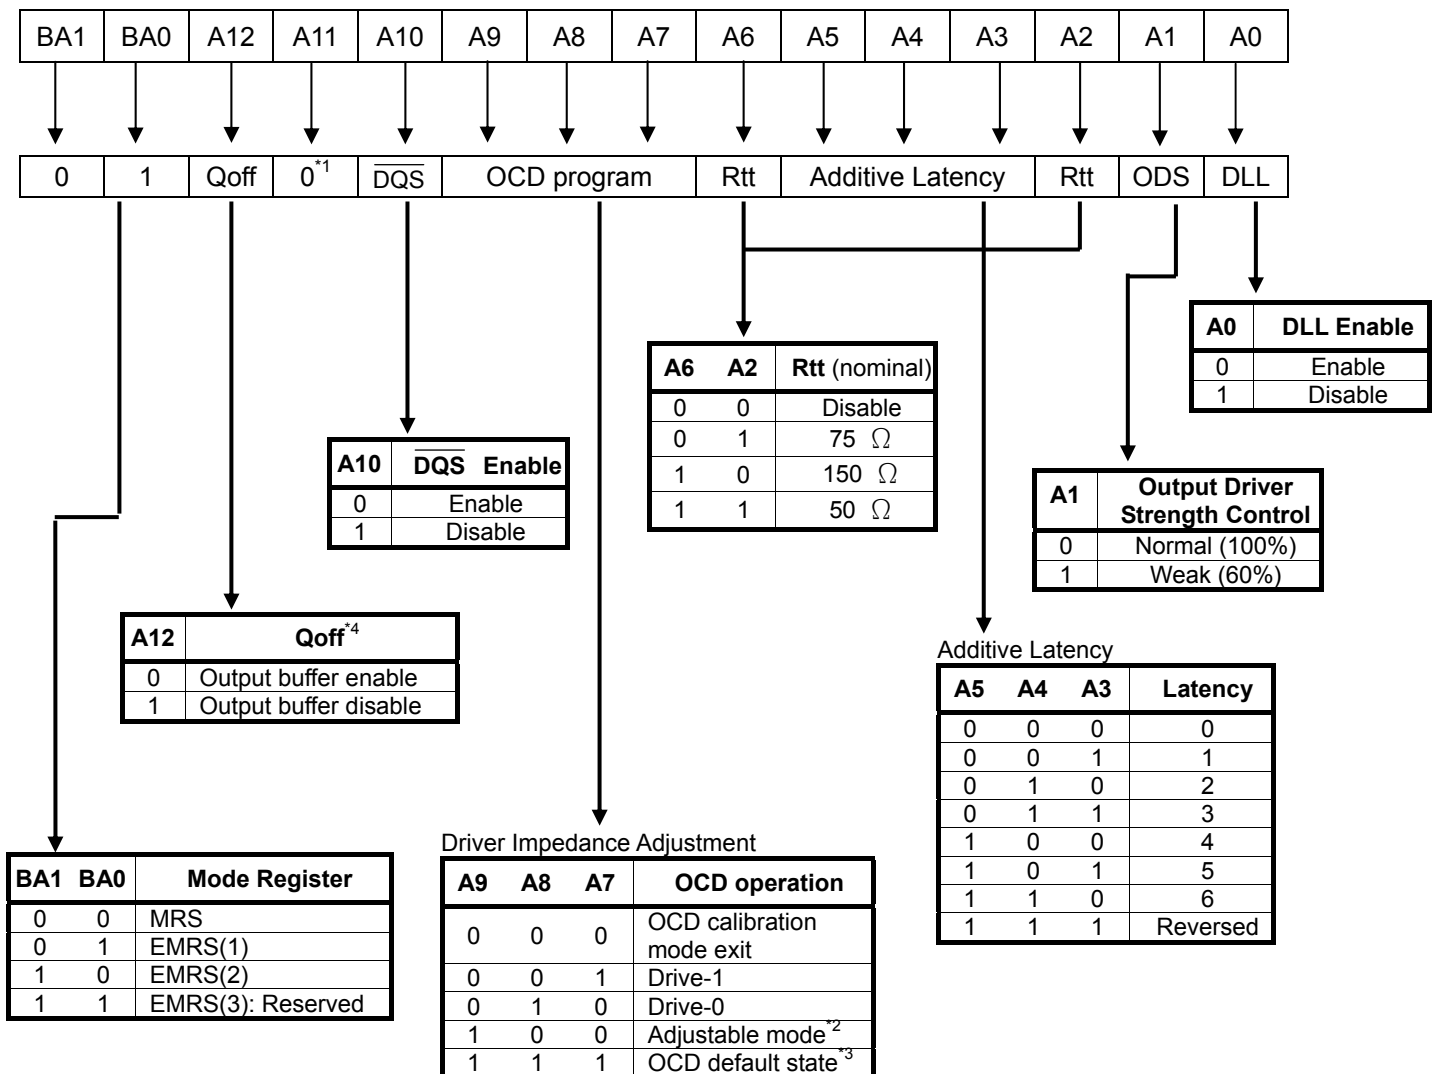 BA1 BA0 A12 A11 A10 A9 A8 A7 A6 A5 A4 A3 A2 A1 A0
0 1 Qoff 0*1 DQS OCD program Rtt Additive Latency Rtt ODS DLL
A0 DLL Enable
0 Enable
1 Disable
A6 A2 Rtt (nominal)
0 0 Disable
0 1 75 Ω
1 0 150 Ω
1 1 50 Ω
A10 DQS Enable
0 Enable
1 Disable
A1 Output Driver
Strength Control
0 Normal (100%)
1 Weak (60%)
A12 Qoff*4
0 Output buffer enable
1 Output buffer disable
Additive Latency
A5 A4 A3 Latency
0 0 0 0
0 0 1 1
0 1 0 2
0 1 1 3
1 0 0 4
1 0 1 5
1 1 0 6
1 1 1 Reversed
BA1 BA0 Mode Register
0 0 MRS
0 1 EMRS(1)
1 0 EMRS(2)
1 1 EMRS(3): Reserved
Driver Impedance Adjustment
A9 A8 A7 OCD operation
0 0 0 OCD calibration
mode exit
0 0 1 Drive-1
0 1 0 Drive-0
1 0 0 Adjustable mode*2
1 1 1 OCD default state*3